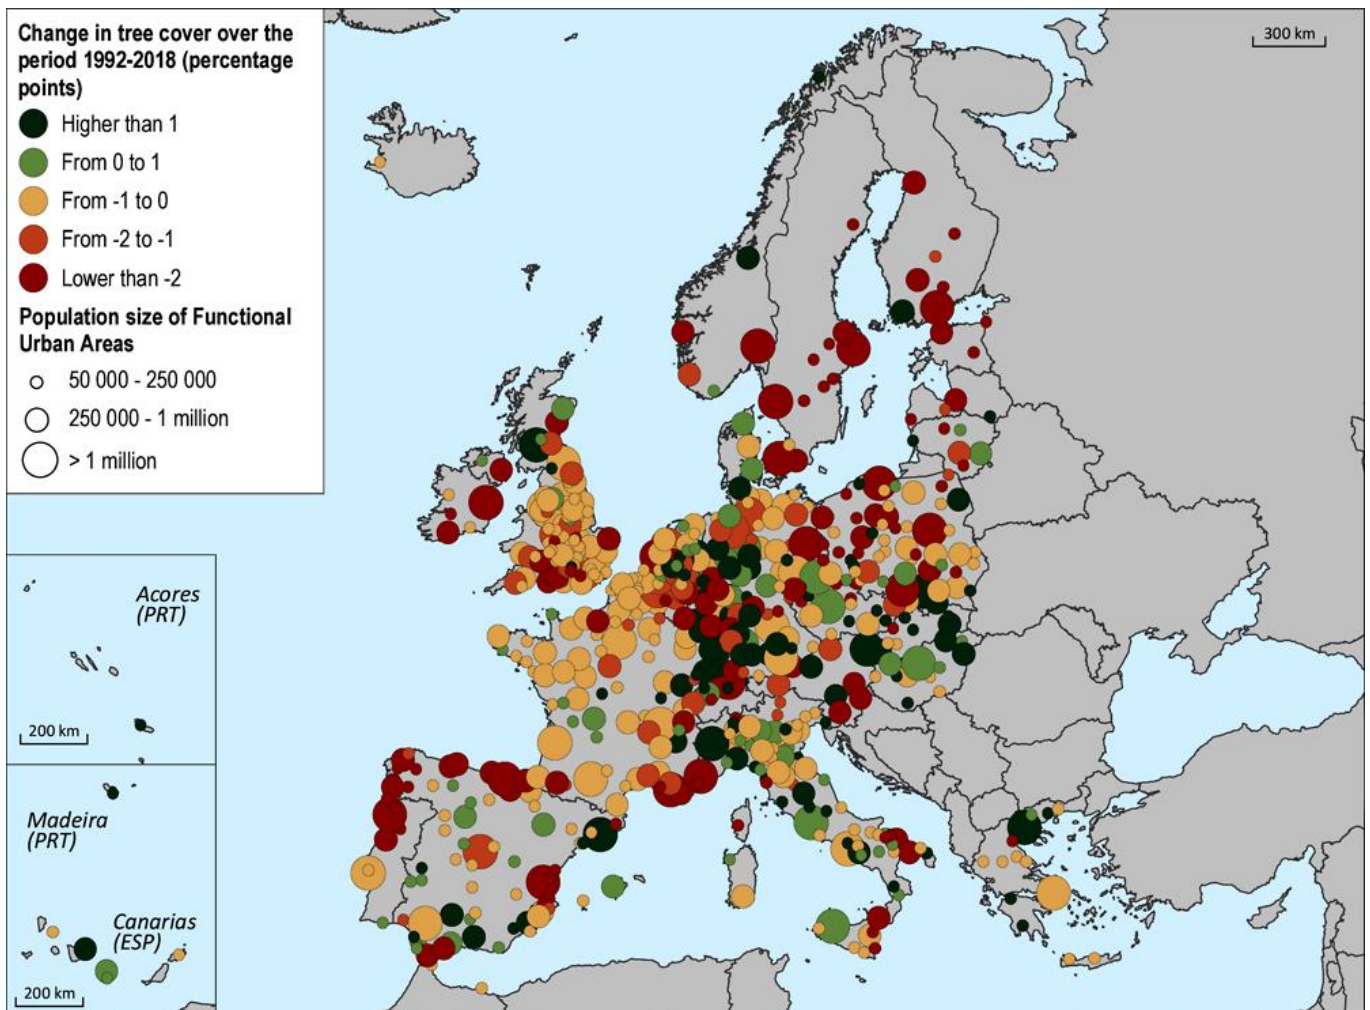 Change in tree cover over the
period 1992-2018 (percentage
points)
Higher than 1
From 0 to 1
From -1 to 0
From -2 to -1
Lower than -2
Population size of Functional
Urban Areas
50 000 - 250 000
250 000 - 1 million
> 1 million
300 km
Acores
(PRT)
200 km
Madeira
(PRT)
Canarias
(ESP)
200 km